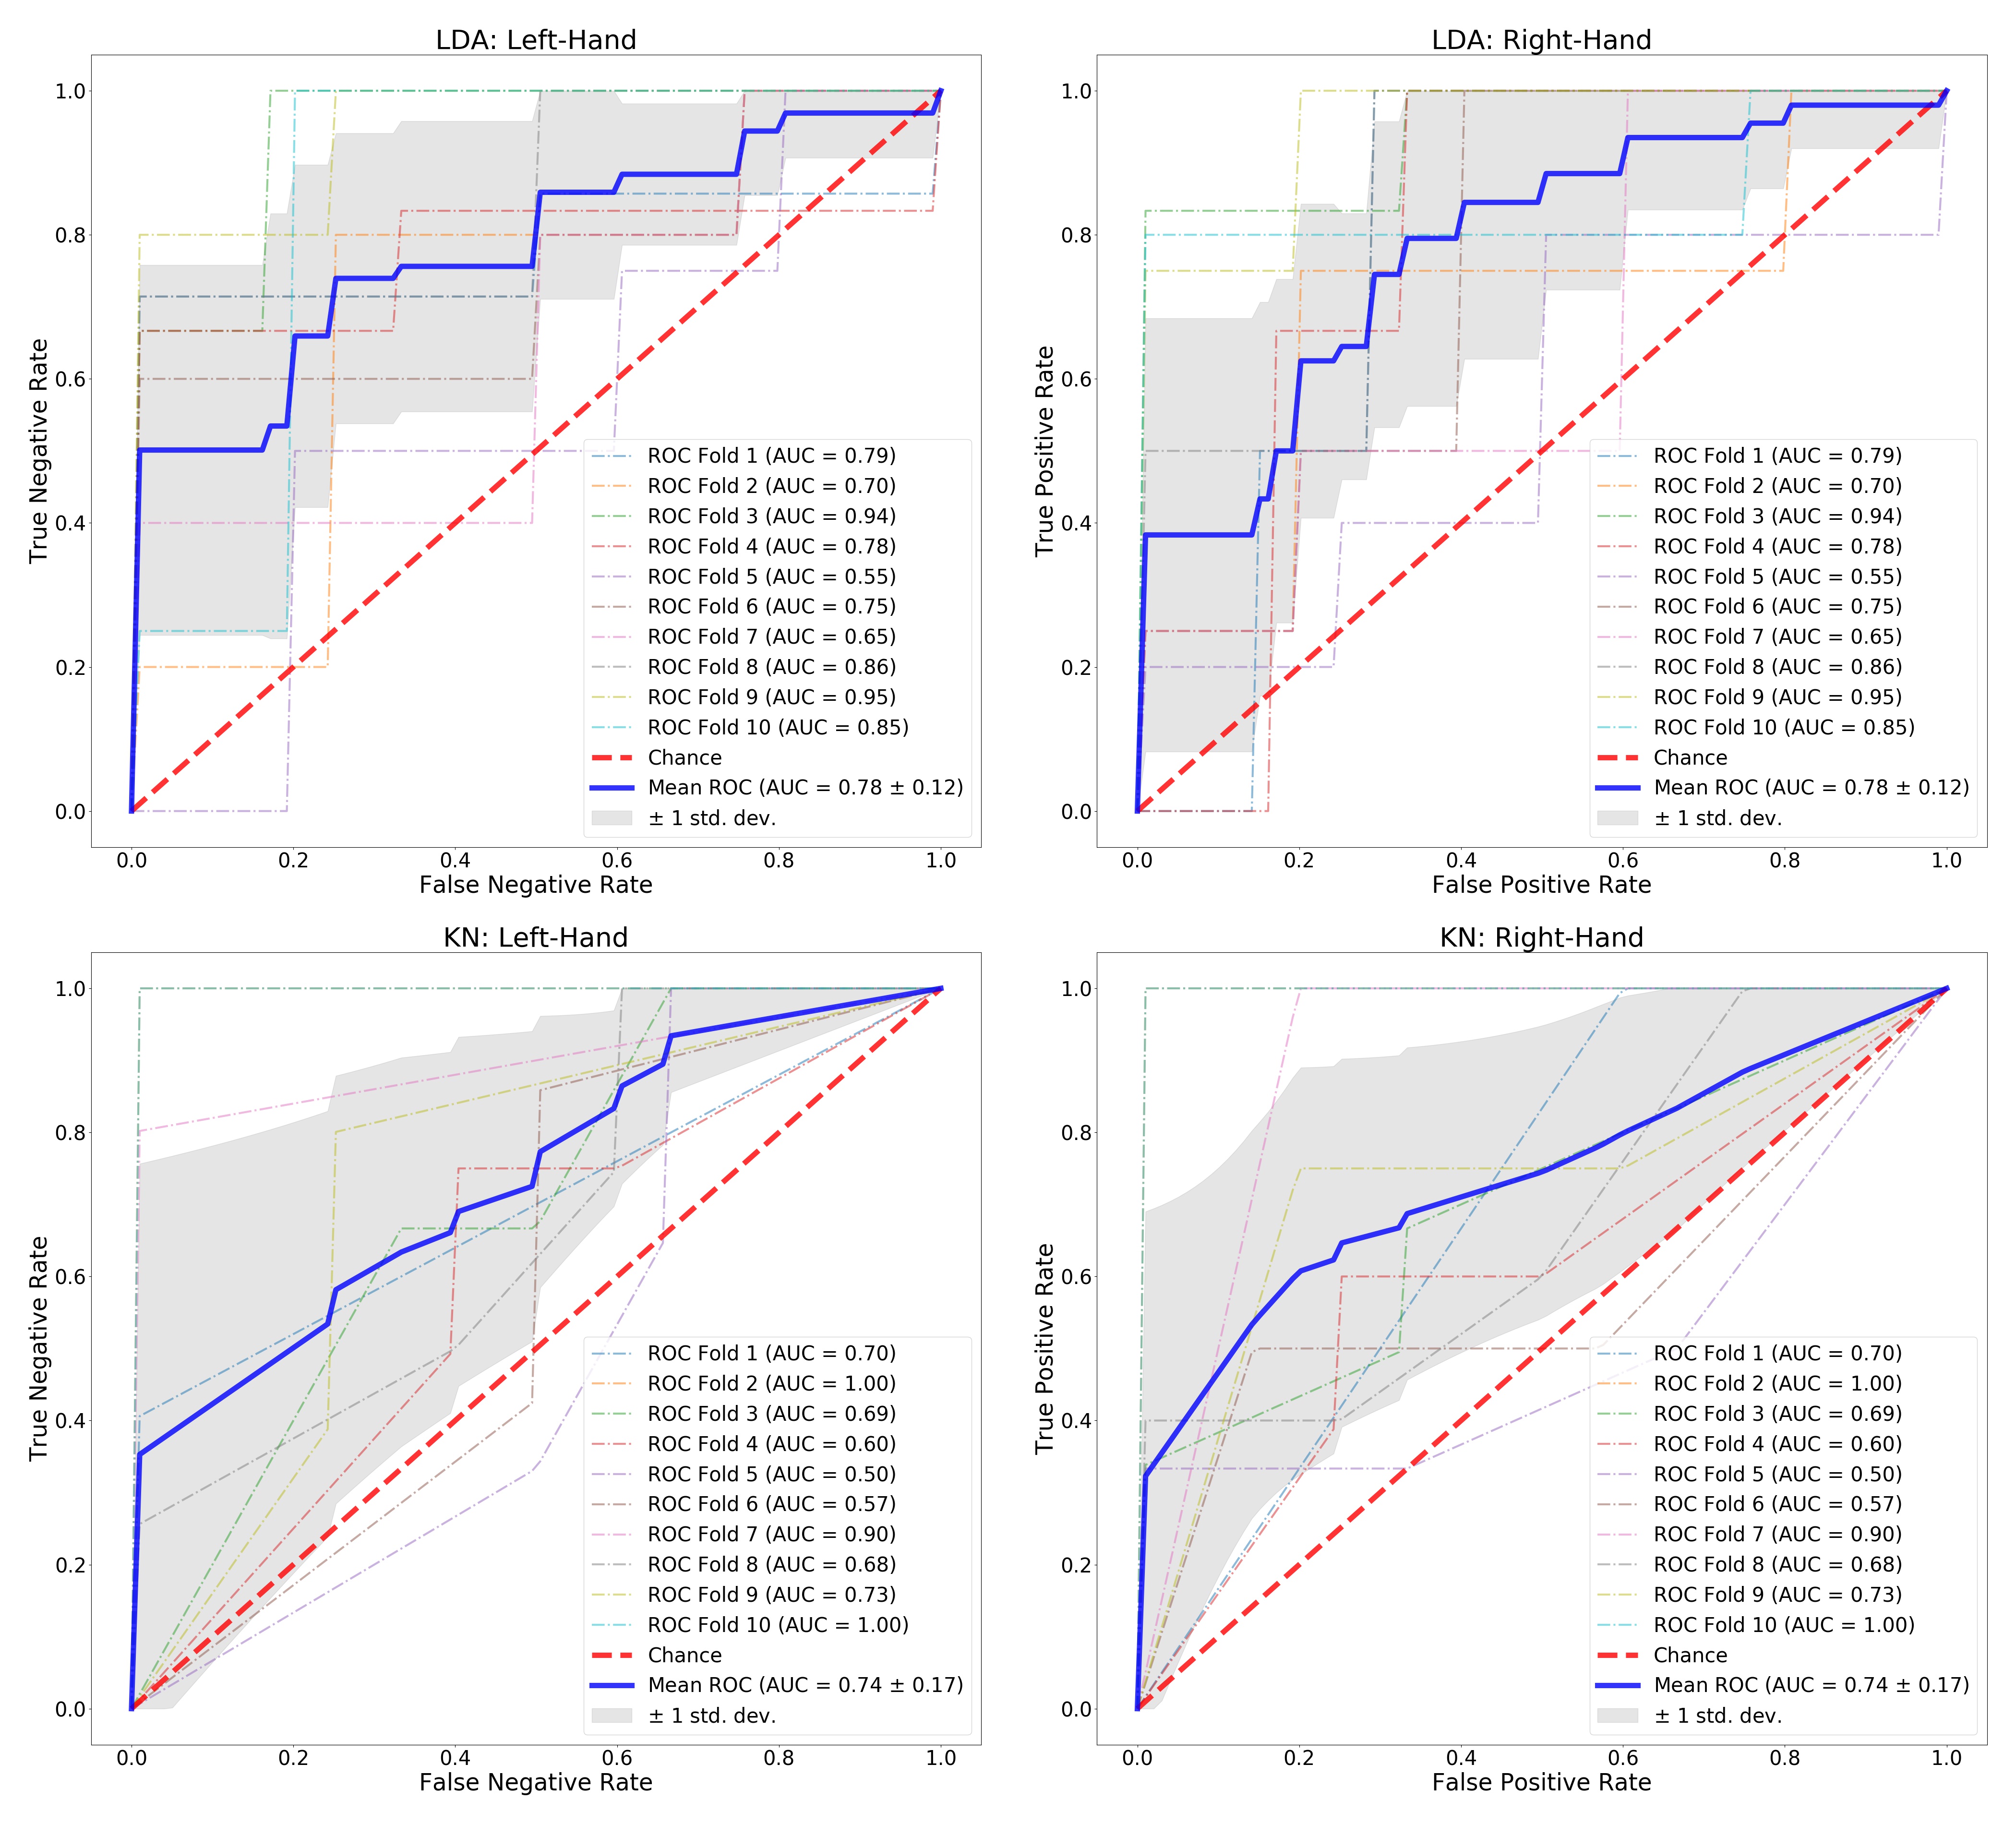 LDA: Left-Hand
True Negative Rate
1.0
0.8
0.6
0.4
0.2
0.0
ROC Fold 1 (AUC = 0.79)
ROC Fold 2 (AUC = 0.70)
ROC Fold 3 (AUC = 0.94)
ROC Fold 4 (AUC = 0.78)
ROC Fold 5 (AUC = 0.55)
ROC Fold 6 (AUC = 0.75)
ROC Fold 7 (AUC = 0.65)
ROC Fold 8 (AUC = 0.86)
ROC Fold 9 (AUC = 0.95)
ROC Fold 10 (AUC = 0.85)
Chance
Mean ROC (AUC = 0.78 ± 0.12)
± 1 std. dev.
0.0 0.2 0.4 0.6 0.8 1.0
False Negative Rate
LDA: Right-Hand
True Positive Rate
1.0
0.8
0.6
0.4
0.2
0.0
ROC Fold 1 (AUC = 0.79)
ROC Fold 2 (AUC = 0.70)
ROC Fold 3 (AUC = 0.94)
ROC Fold 4 (AUC = 0.78)
ROC Fold 5 (AUC = 0.55)
ROC Fold 6 (AUC = 0.75)
ROC Fold 7 (AUC = 0.65)
ROC Fold 8 (AUC = 0.86)
ROC Fold 9 (AUC = 0.95)
ROC Fold 10 (AUC = 0.85)
Chance
Mean ROC (AUC = 0.78 ± 0.12)
± 1 std. dev.
0.0 0.2 0.4 0.6 0.8 1.0
False Positive Rate
KN: Left-Hand
True Negative Rate
1.0
0.8
0.6
0.4
0.2
0.0
ROC Fold 1 (AUC = 0.70)
ROC Fold 2 (AUC = 1.00)
ROC Fold 3 (AUC = 0.69)
ROC Fold 4 (AUC = 0.60)
ROC Fold 5 (AUC = 0.50)
ROC Fold 6 (AUC = 0.57)
ROC Fold 7 (AUC = 0.90)
ROC Fold 8 (AUC = 0.68)
ROC Fold 9 (AUC = 0.73)
ROC Fold 10 (AUC = 1.00)
Chance
Mean ROC (AUC = 0.74 ± 0.17)
± 1 std. dev.
0.0 0.2 0.4 0.6 0.8 1.0
False Negative Rate
KN: Right-Hand
True Positive Rate
1.0
0.8
0.6
0.4
0.2
0.0
ROC Fold 1 (AUC = 0.70)
ROC Fold 2 (AUC = 1.00)
ROC Fold 3 (AUC = 0.69)
ROC Fold 4 (AUC = 0.60)
ROC Fold 5 (AUC = 0.50)
ROC Fold 6 (AUC = 0.57)
ROC Fold 7 (AUC = 0.90)
ROC Fold 8 (AUC = 0.68)
ROC Fold 9 (AUC = 0.73)
ROC Fold 10 (AUC = 1.00)
Chance
Mean ROC (AUC = 0.74 ± 0.17)
± 1 std. dev.
0.0 0.2 0.4 0.6 0.8 1.0
False Positive Rate